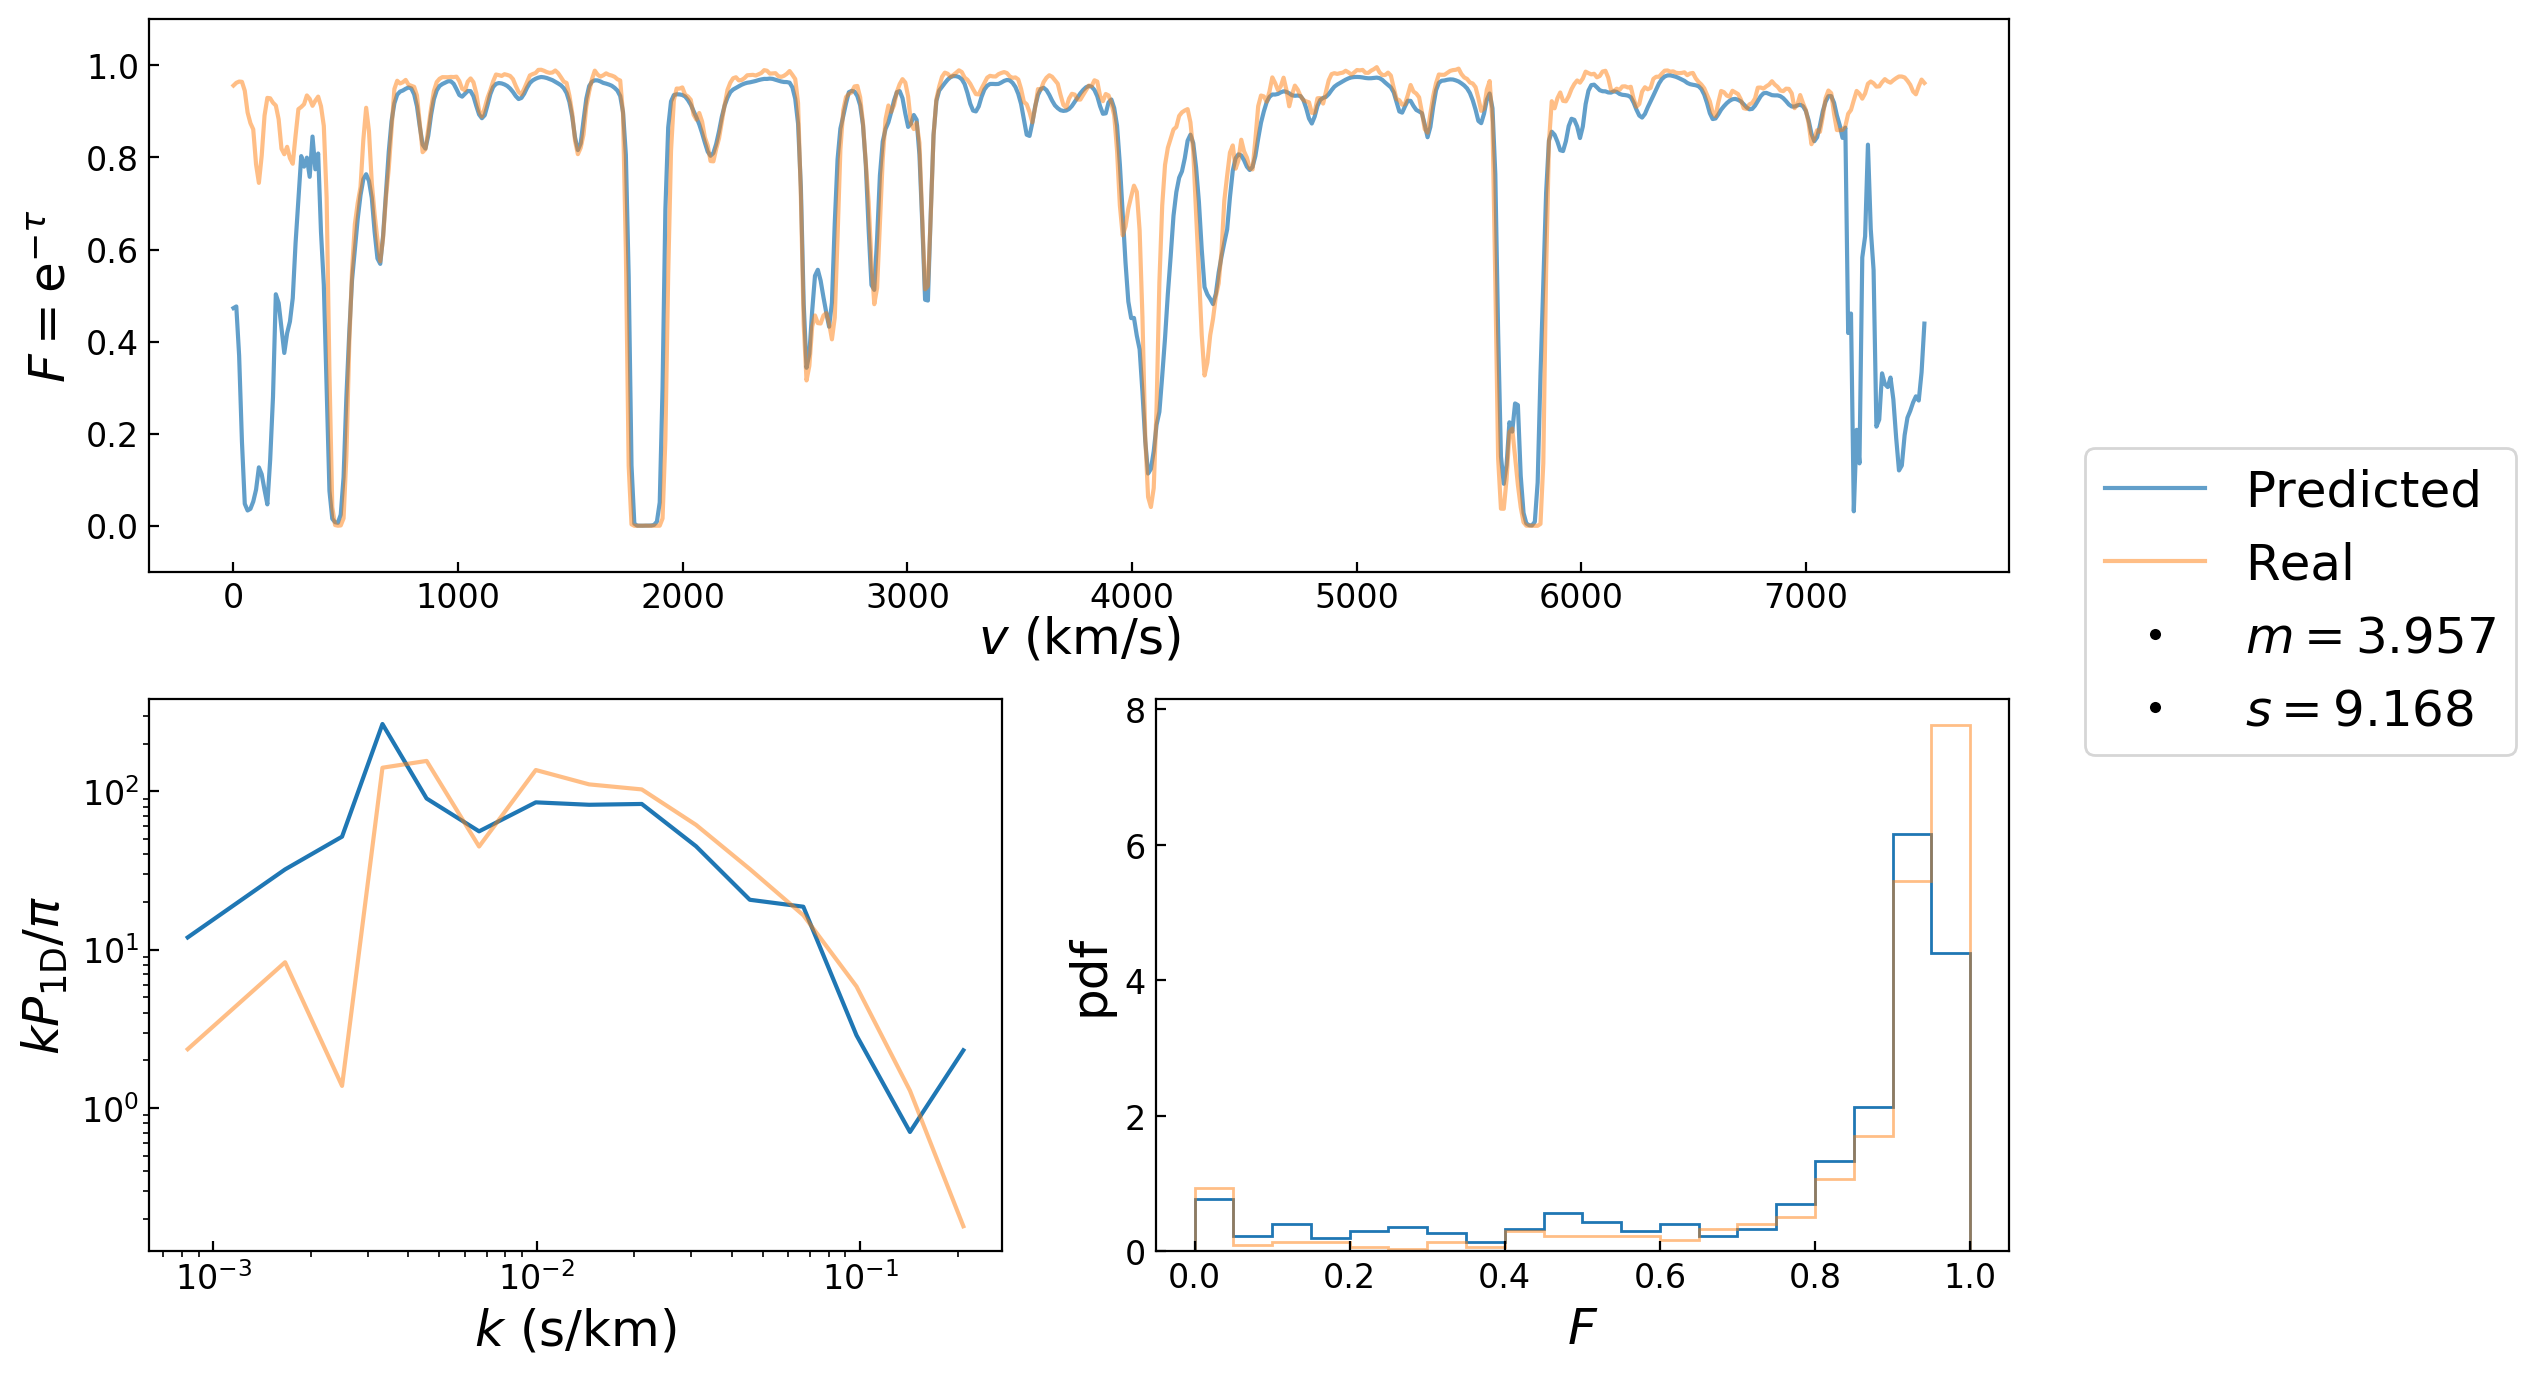 F = e^{−τ}
1.0
0.8
0.6
0.4
0.2
0.0
0 1000 2000 3000 4000 5000 6000 7000
v (km/s)
Predicted
Real
m = 3.957
s = 9.168
kP_{1D}/π
10^2
10^1
10^0
10^{−3} 10^{−2} 10^{−1}
k (s/km)
pdf
8
6
4
2
0
0.0 0.2 0.4 0.6 0.8 1.0
F